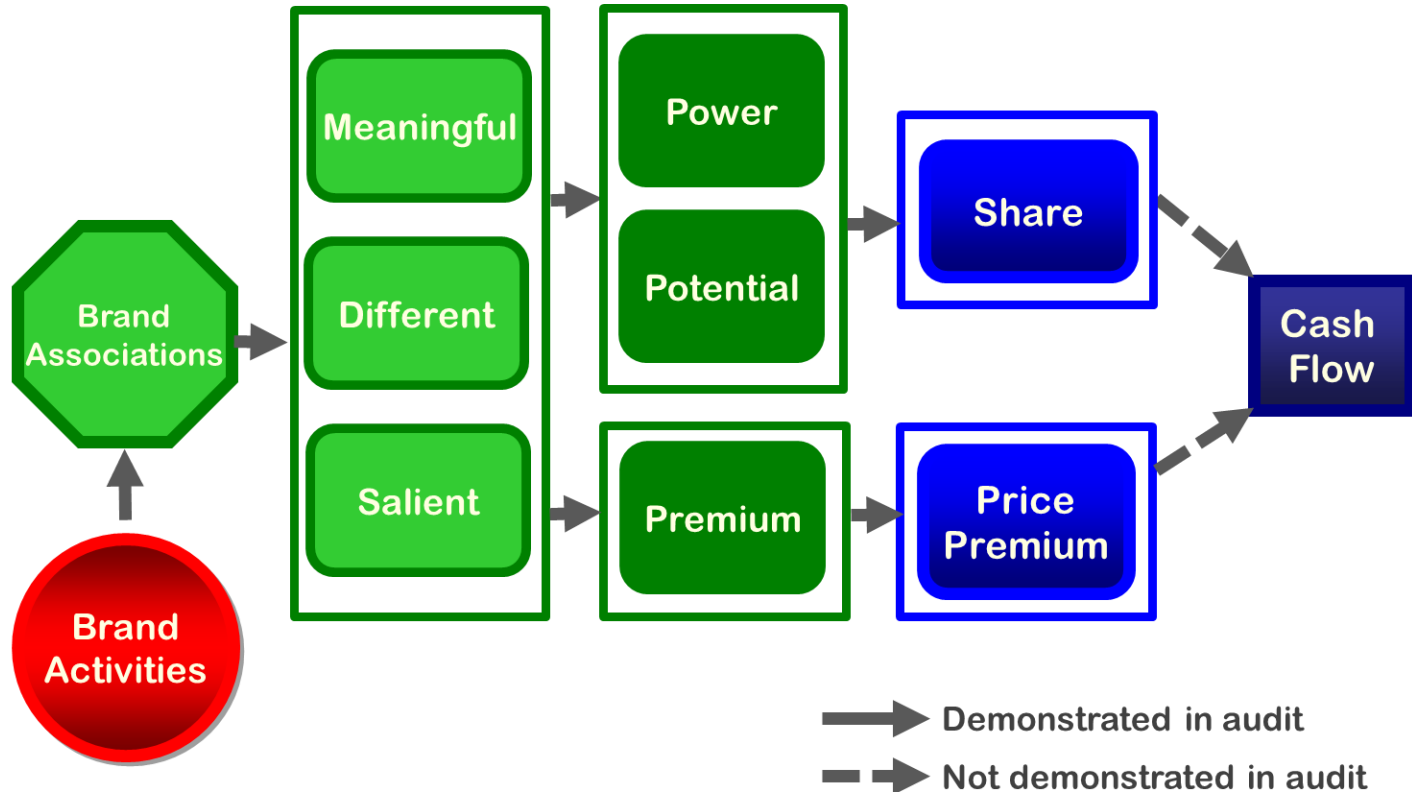 Brand
Activities
Brand
Associations
Meaningful
Different
Salient
Power
Potential
Premium
Share
Price
Premium
Cash
Flow
Demonstrated in audit
Not demonstrated in audit